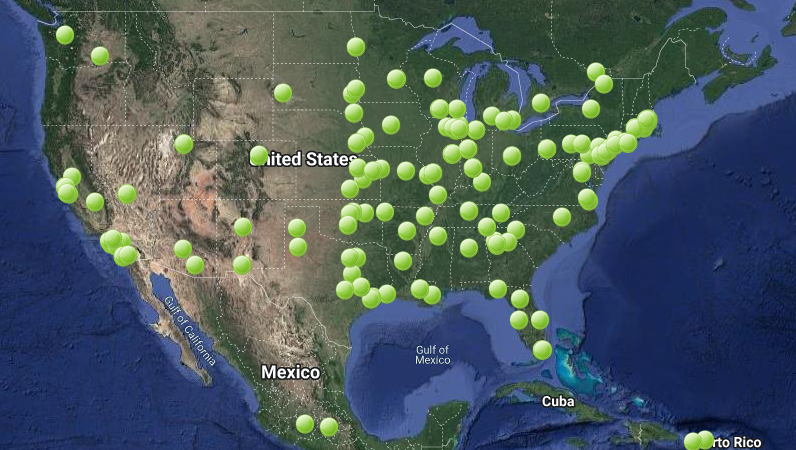 nited States
Gulf of California
Gulf of
Mexico
Mexico
Cuba
rto Rico